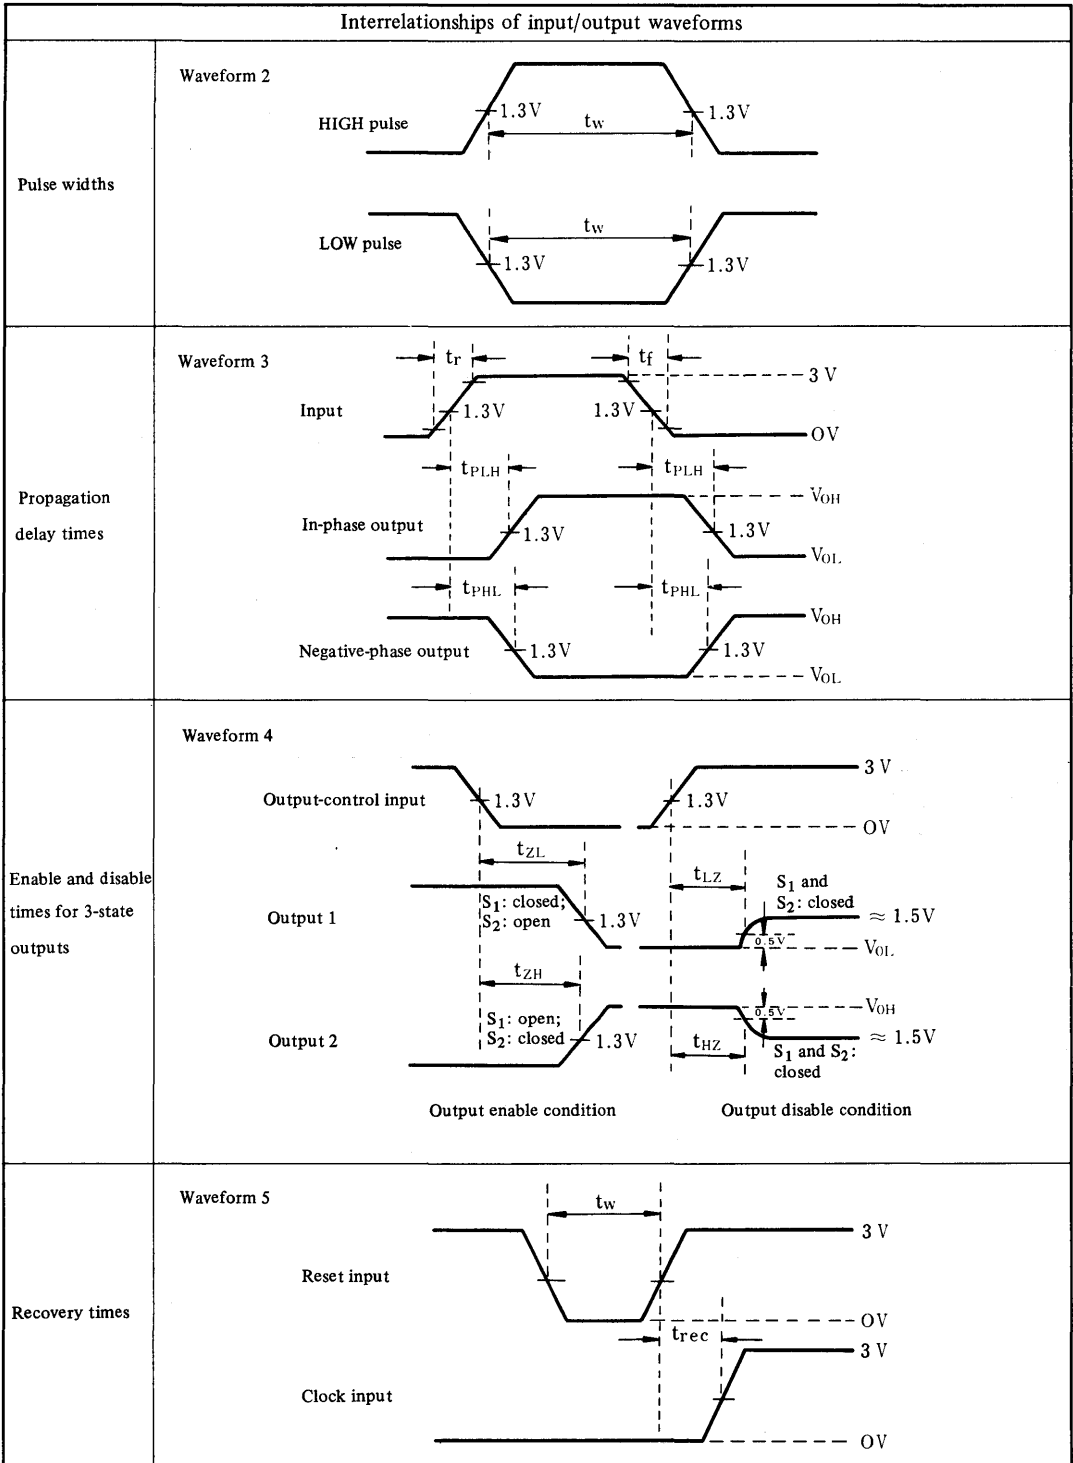 Interrelationships of input/output waveforms
Pulse widths
Waveform 2
HIGH pulse
1.3V
tw
1.3V
LOW pulse
tw
1.3V
1.3V
Propagation
delay times
Waveform 3
tr
tf
3 V
Input
1.3V
1.3V
0V
tPLH
tPLH
VOH
In-phase output
1.3V
1.3V
VOL
tPHL
tPHL
VOH
Negative-phase output
1.3V
1.3V
VOL
Enable and disable
times for 3-state
outputs
Waveform 4
3 V
Output-control input
1.3V
1.3V
0V
tZL
tLZ
S1 and
S2: closed
Output 1
S1: closed;
S2: open
1.3V
≈ 1.5V
0.5V
VOL
tZH
VOH
0.5V
Output 2
S1: open;
S2: closed
1.3V
tHZ
≈ 1.5V
S1 and S2:
closed
Output enable condition
Output disable condition
Recovery times
Waveform 5
tw
3 V
Reset input
0V
trec
3 V
Clock input
0V